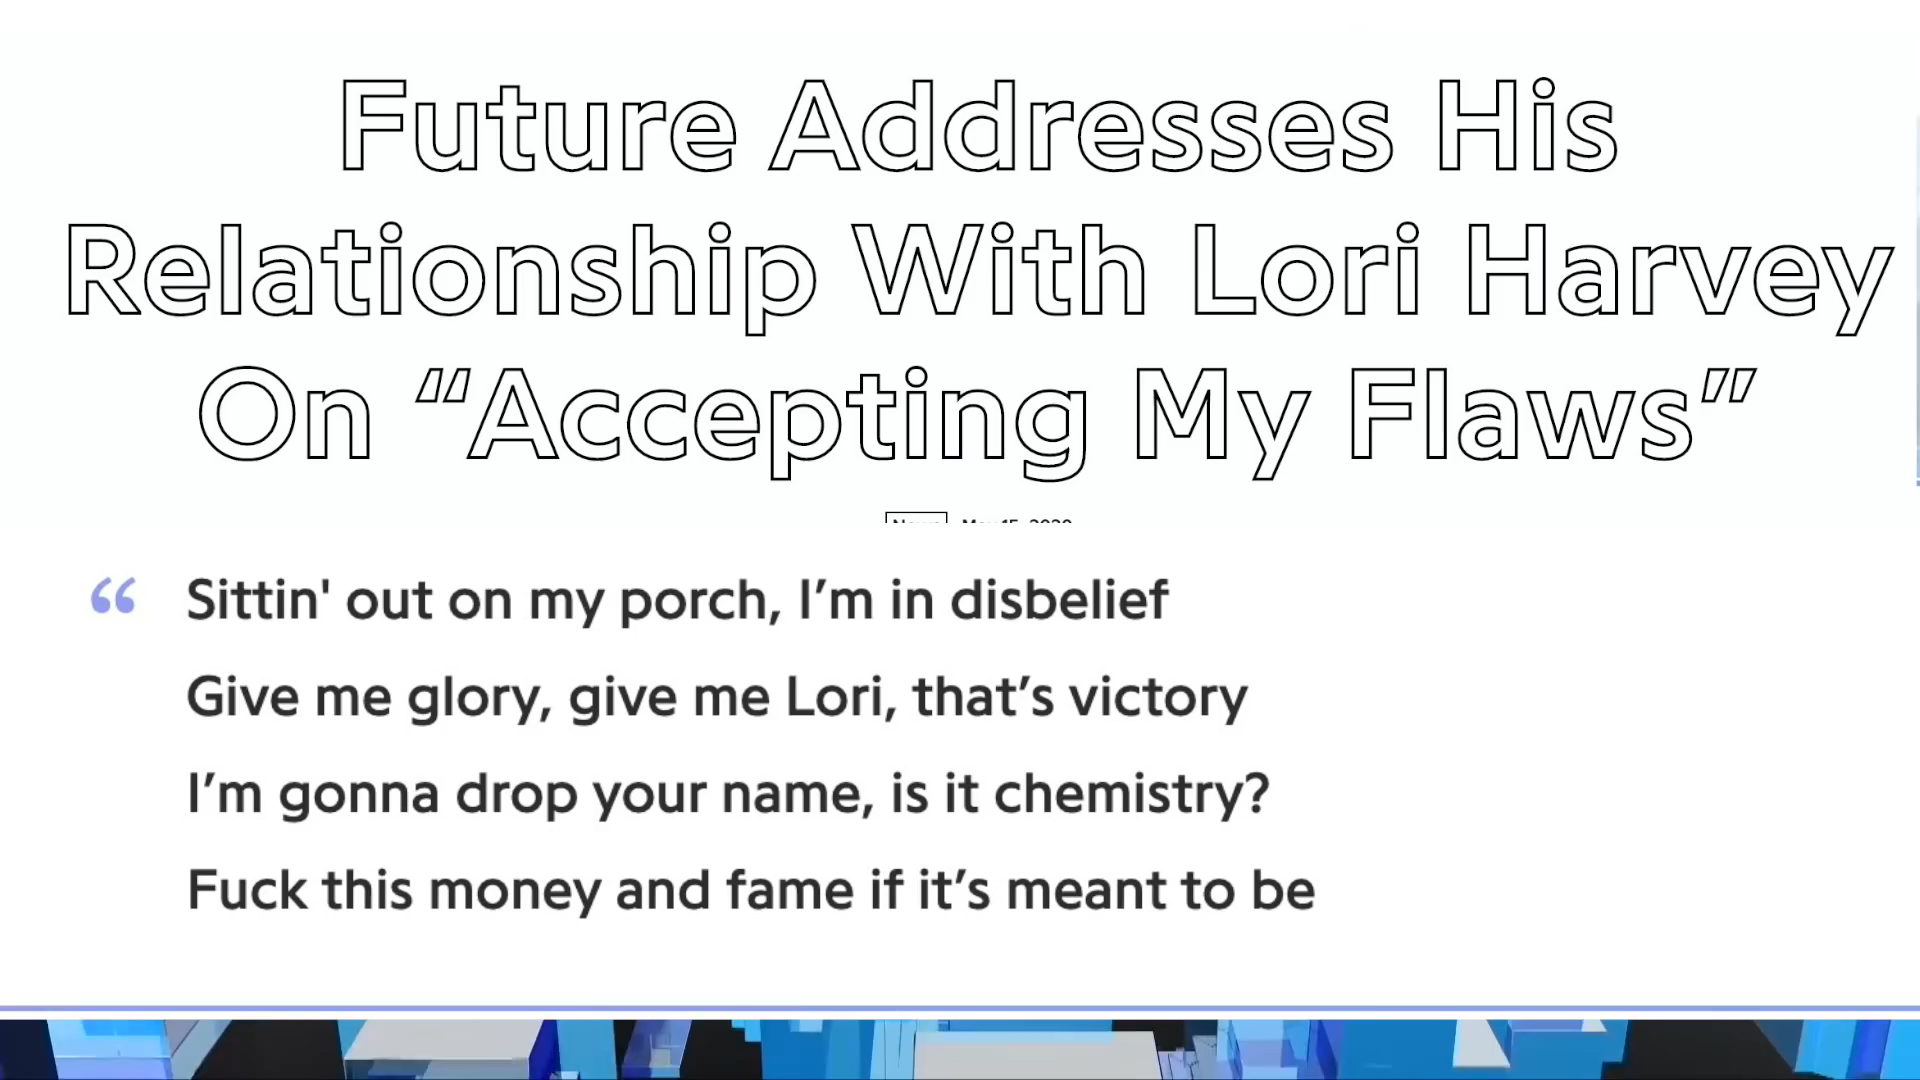 Future Addresses His
Relationship With Lori Harvey
On “Accepting My Flaws”
“ Sittin' out on my porch, I’m in disbelief
Give me glory, give me Lori, that’s victory
I’m gonna drop your name, is it chemistry?
Fuck this money and fame if it’s meant to be